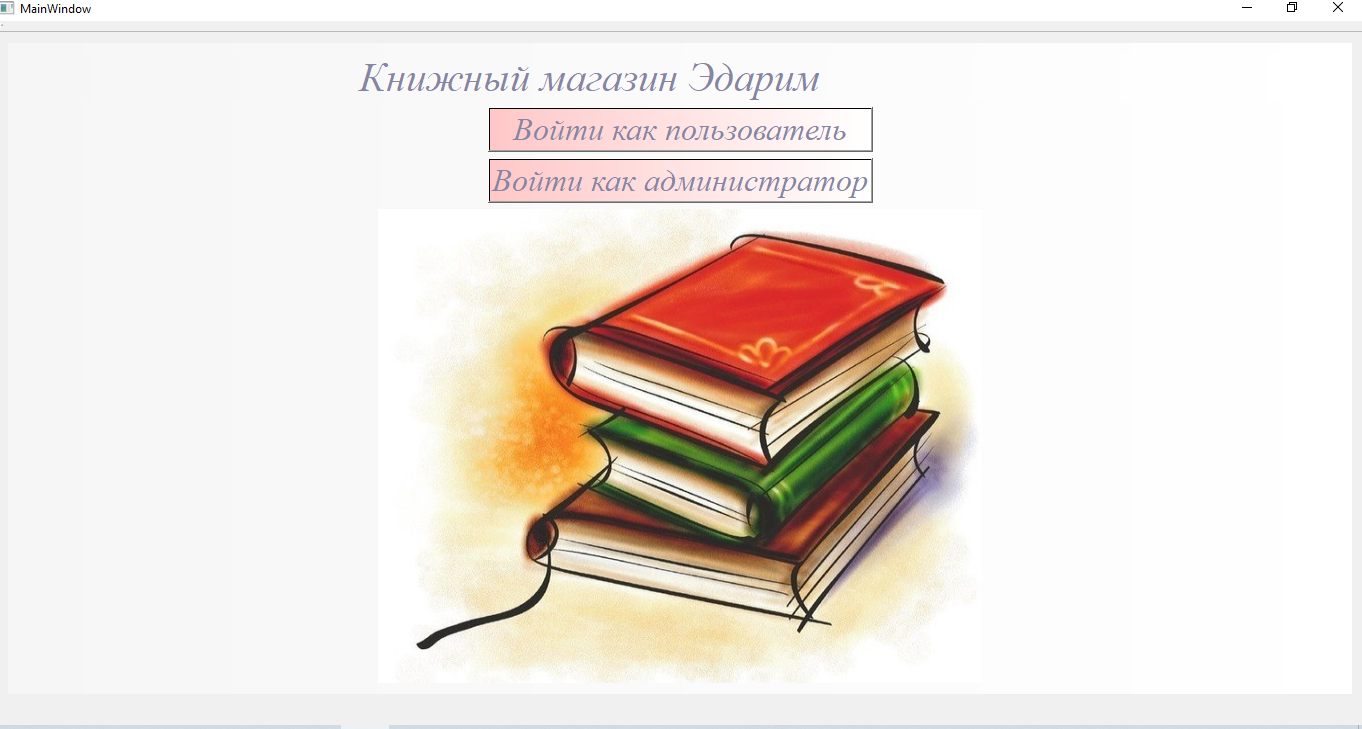 MainWindow
Книжный магазин Эдарим
Войти как пользователь
Войти как администратор